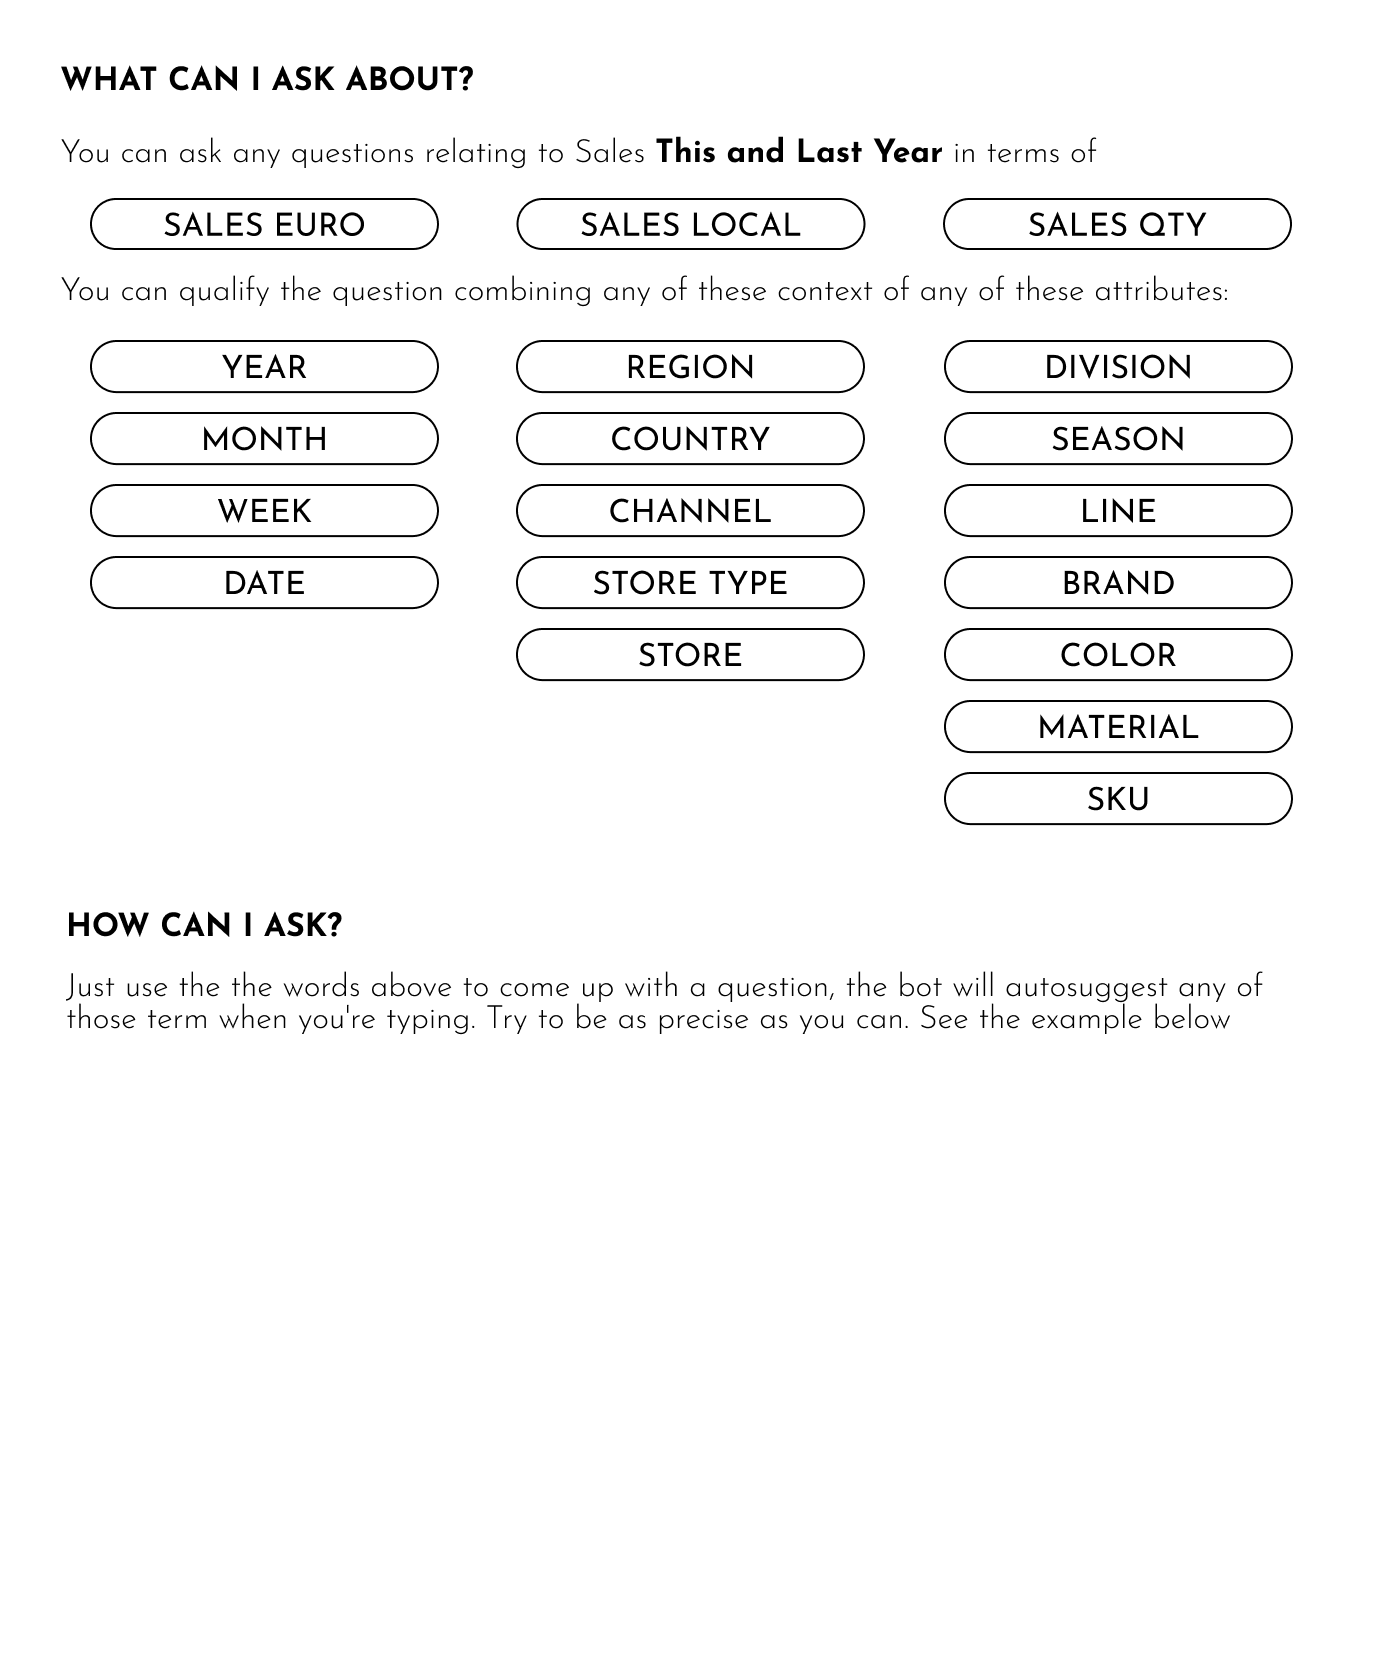 WHAT CAN I ASK ABOUT?
You can ask any questions relating to Sales This and Last Year in terms of
SALES EURO SALES LOCAL SALES QTY
You can qualify the question combining any of these context of any of these attributes:
YEAR REGION DIVISION
MONTH COUNTRY SEASON
WEEK CHANNEL LINE
DATE STORE TYPE BRAND
STORE COLOR
MATERIAL
SKU
HOW CAN I ASK?
Just use the the words above to come up with a question, the bot will autosuggest any of
those term when you're typing. Try to be as precise as you can. See the example below